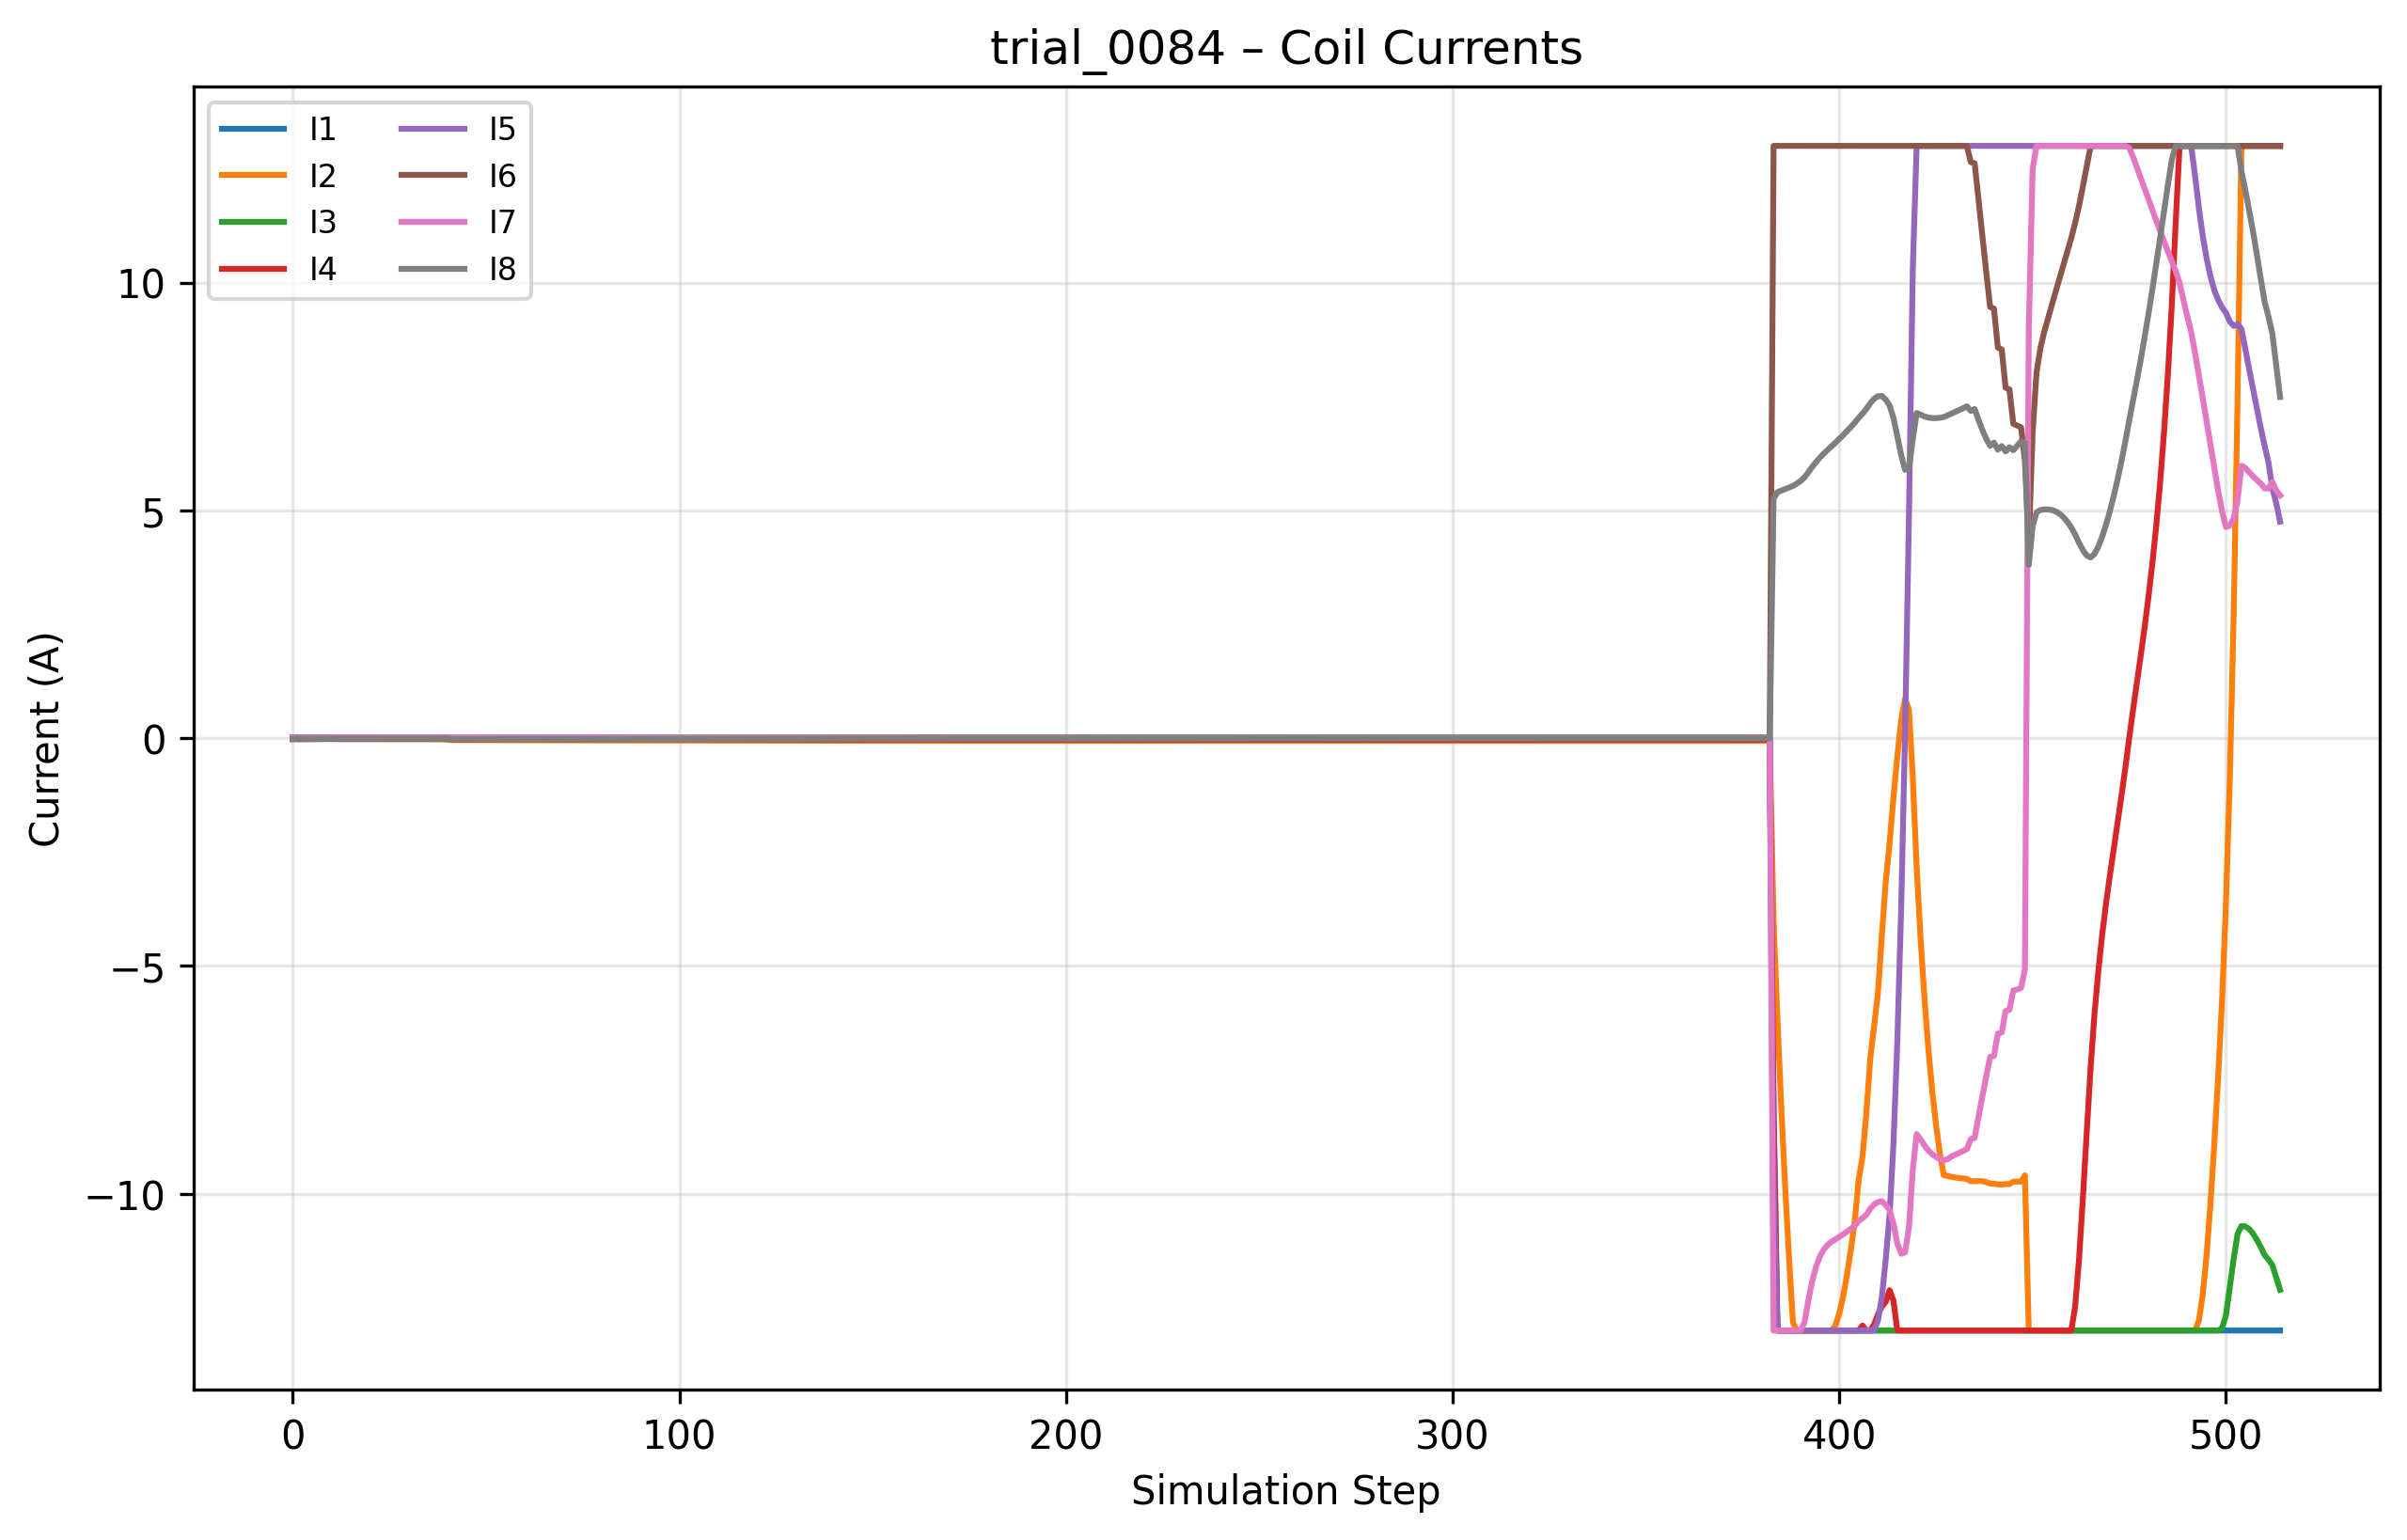 trial_0084 – Coil Currents
I1 I5
I2 I6
I3 I7
I4 I8
Current (A)
10
5
0
−5
−10
0 100 200 300 400 500
Simulation Step